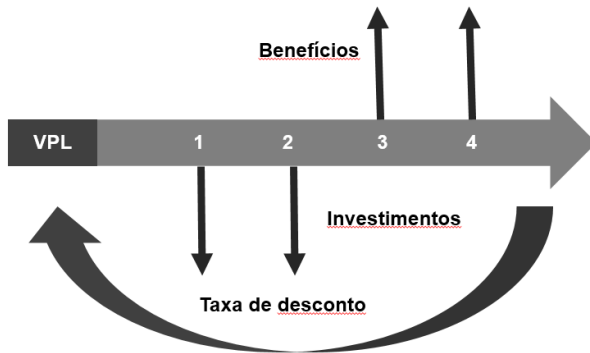 Benefícios
VPL 1 2 3 4
Investimentos
Taxa de desconto